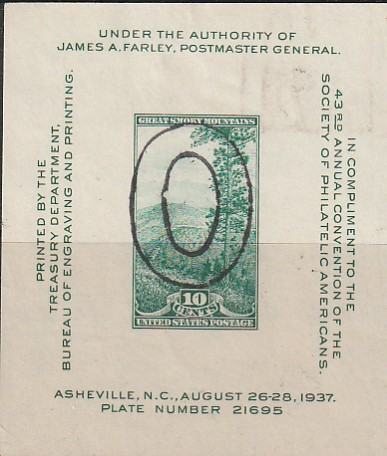 UNDER THE AUTHORITY OF
JAMES A. FARLEY, POSTMASTER GENERAL.
PRINTED BY THE
TREASURY DEPARTMENT,
BUREAU OF ENGRAVING AND PRINTING.
GREAT SMOKY MOUNTAINS
10
CENTS
UNITED STATES POSTAGE
IN COMPLIMENT TO THE
43RD ANNUAL CONVENTION OF THE
SOCIETY OF PHILATELIC AMERICANS.
ASHEVILLE, N.C., AUGUST 26-28, 1937.
PLATE NUMBER 21695